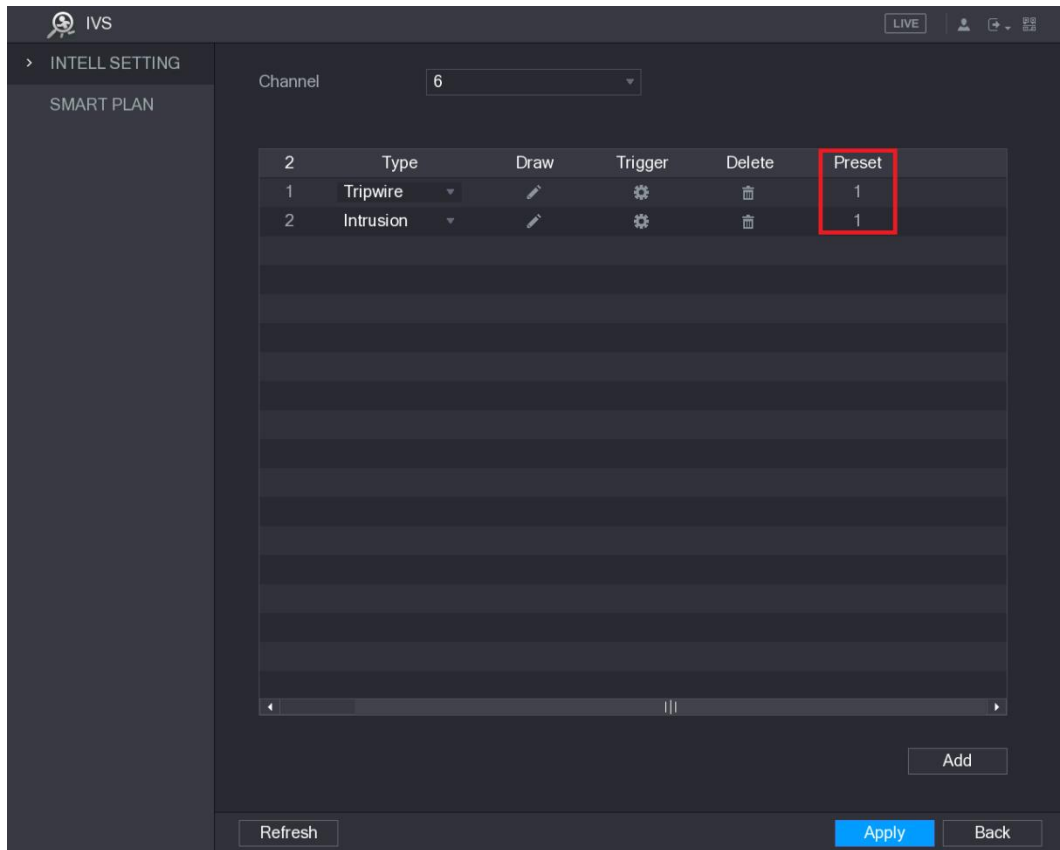 IVS LIVE
INTELL SETTING
SMART PLAN
Channel 6
2 Type Draw Trigger Delete Preset
1 Tripwire 1
2 Intrusion 1
Add
Refresh Apply Back